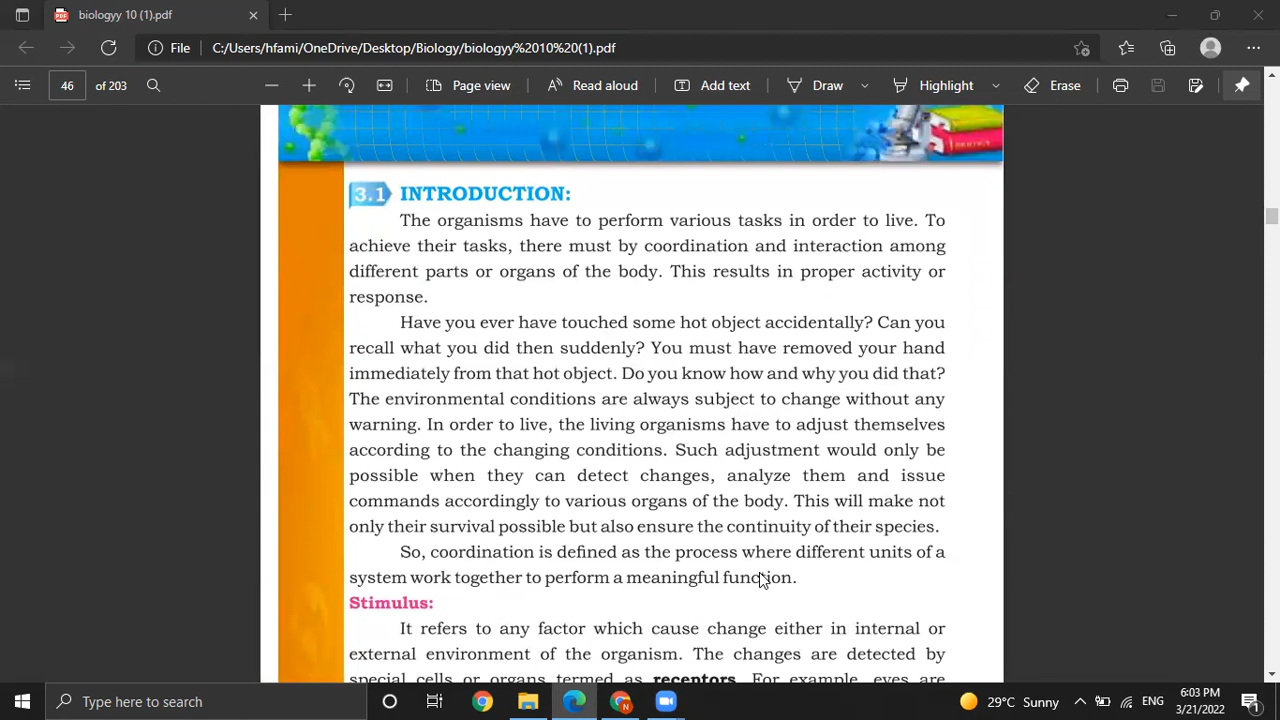 biologyy 10 (1).pdf
File C:/Users/hfami/OneDrive/Desktop/Biology/biologyy%2010%20(1).pdf
46 of 203 Page view Read aloud Add text Draw Highlight Erase
BIOLOGY
3.1 INTRODUCTION:
The organisms have to perform various tasks in order to live. To
achieve their tasks, there must by coordination and interaction among
different parts or organs of the body. This results in proper activity or
response.
Have you ever have touched some hot object accidentally? Can you
recall what you did then suddenly? You must have removed your hand
immediately from that hot object. Do you know how and why you did that?
The environmental conditions are always subject to change without any
warning. In order to live, the living organisms have to adjust themselves
according to the changing conditions. Such adjustment would only be
possible when they can detect changes, analyze them and issue
commands accordingly to various organs of the body. This will make not
only their survival possible but also ensure the continuity of their species.
So, coordination is defined as the process where different units of a
system work together to perform a meaningful function.
Stimulus:
It refers to any factor which cause change either in internal or
external environment of the organism. The changes are detected by
special cells or organs termed as receptors. For example, eyes are
Type here to search 29°C Sunny ENG 6:03 PM
3/21/2022